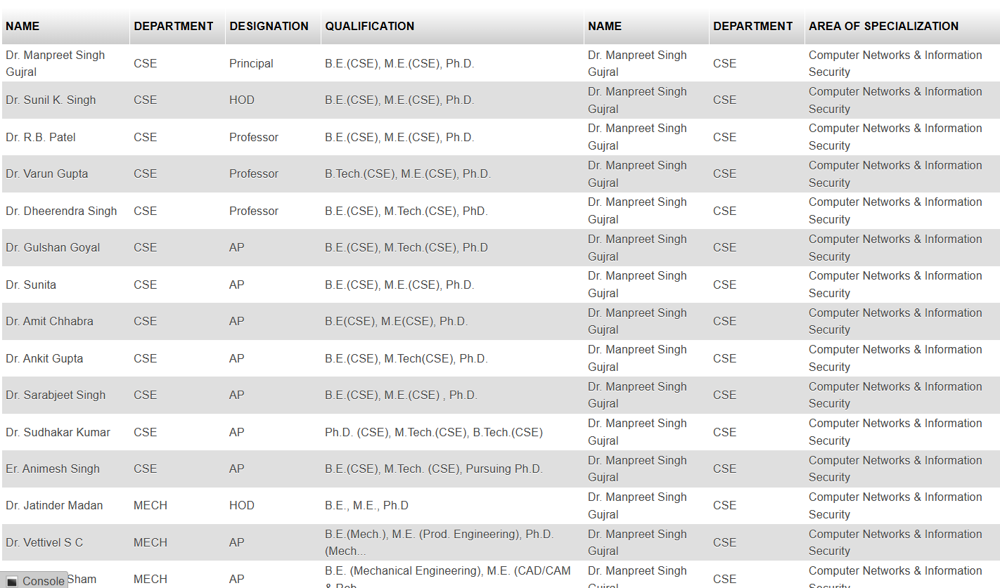 NAME DEPARTMENT DESIGNATION QUALIFICATION NAME DEPARTMENT AREA OF SPECIALIZATION
Dr. Manpreet Singh Gujral CSE Principal B.E.(CSE), M.E.(CSE), Ph.D. Dr. Manpreet Singh Gujral CSE Computer Networks & Information Security
Dr. Sunil K. Singh CSE HOD B.E.(CSE), M.E.(CSE), Ph.D. Dr. Manpreet Singh Gujral CSE Computer Networks & Information Security
Dr. R.B. Patel CSE Professor B.E.(CSE), M.E.(CSE), Ph.D. Dr. Manpreet Singh Gujral CSE Computer Networks & Information Security
Dr. Varun Gupta CSE Professor B.Tech.(CSE), M.E.(CSE), Ph.D. Dr. Manpreet Singh Gujral CSE Computer Networks & Information Security
Dr. Dheerendra Singh CSE Professor B.E.(CSE), M.Tech.(CSE), PhD. Dr. Manpreet Singh Gujral CSE Computer Networks & Information Security
Dr. Gulshan Goyal CSE AP B.E.(CSE), M.Tech.(CSE), Ph.D Dr. Manpreet Singh Gujral CSE Computer Networks & Information Security
Dr. Sunita CSE AP B.E.(CSE), M.E.(CSE), Ph.D. Dr. Manpreet Singh Gujral CSE Computer Networks & Information Security
Dr. Amit Chhabra CSE AP B.E(CSE), M.E(CSE), Ph.D. Dr. Manpreet Singh Gujral CSE Computer Networks & Information Security
Dr. Ankit Gupta CSE AP B.E.(CSE), M.Tech(CSE), Ph.D. Dr. Manpreet Singh Gujral CSE Computer Networks & Information Security
Dr. Sarabjeet Singh CSE AP B.E.(CSE), M.E.(CSE) , Ph.D. Dr. Manpreet Singh Gujral CSE Computer Networks & Information Security
Dr. Sudhakar Kumar CSE AP Ph.D. (CSE), M.Tech.(CSE), B.Tech.(CSE) Dr. Manpreet Singh Gujral CSE Computer Networks & Information Security
Er. Animesh Singh CSE AP B.E.(CSE), M.Tech. (CSE), Pursuing Ph.D. Dr. Manpreet Singh Gujral CSE Computer Networks & Information Security
Dr. Jatinder Madan MECH HOD B.E., M.E., Ph.D Dr. Manpreet Singh Gujral CSE Computer Networks & Information Security
Dr. Vettivel S C MECH AP B.E.(Mech.), M.E. (Prod. Engineering), Ph.D. (Mech... Dr. Manpreet Singh Gujral CSE Computer Networks & Information Security
Console Sham MECH AP B.E. (Mechanical Engineering), M.E. (CAD/CAM Dr. Manpreet Singh CSE Computer Networks & Information